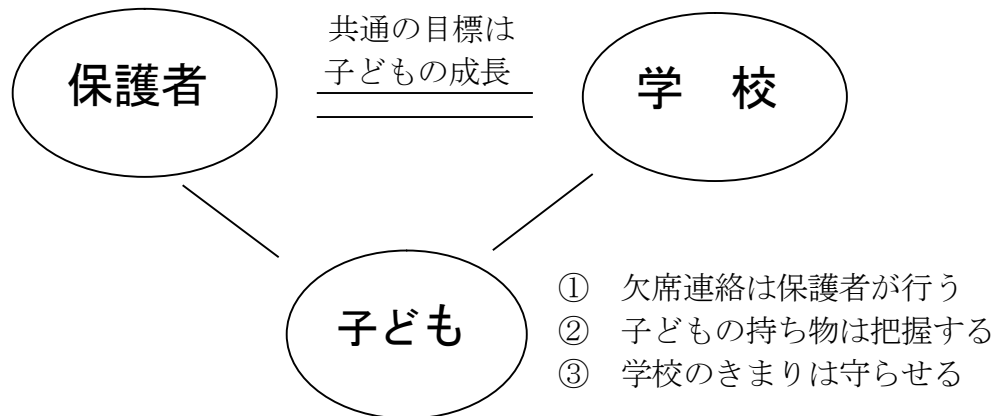 共通の目標は
子どもの成長
保護者
学　校
子ども
①　欠席連絡は保護者が行う
②　子どもの持ち物は把握する
③　学校のきまりは守らせる